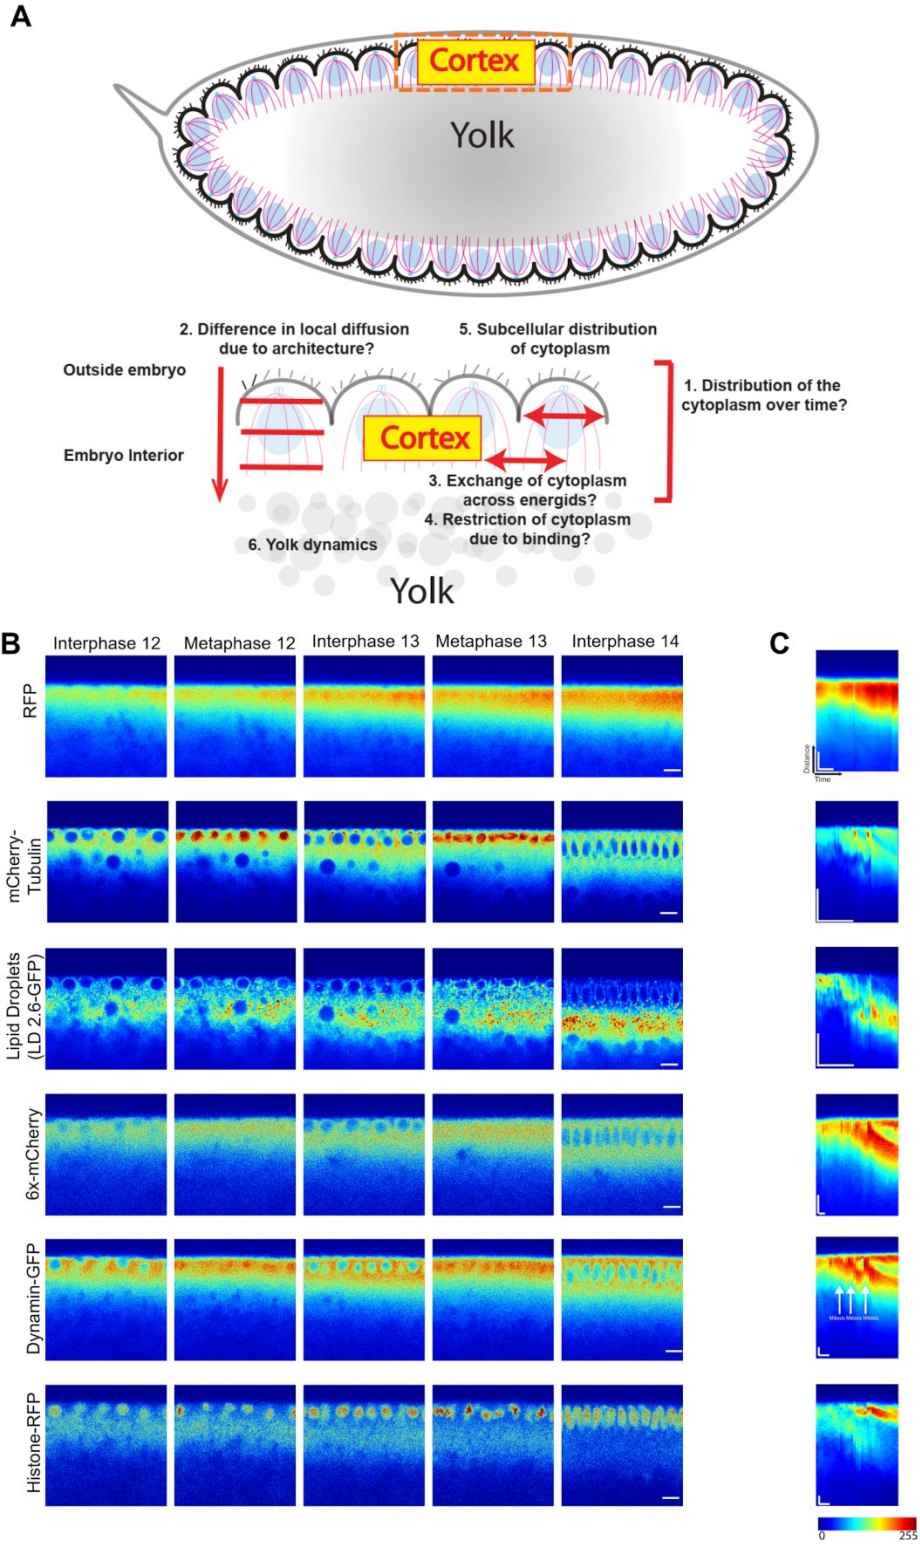 A
Cortex
Yolk
2. Difference in local diffusion
due to architecture?
5. Subcellular distribution
of cytoplasm
Outside embryo
1. Distribution of the
cytoplasm over time?
Cortex
Embryo Interior
3. Exchange of cytoplasm
across energids?
4. Restriction of cytoplasm
due to binding?
6. Yolk dynamics
Yolk
B
Interphase 12
Metaphase 12
Interphase 13
Metaphase 13
Interphase 14
C
RFP
Distance
Time
mCherry-
Tubulin
Lipid Droplets
(LD 2.6-GFP)
6x-mCherry
Dynamin-GFP
Mitosis Mitosis Mitosis
Histone-RFP
0
255